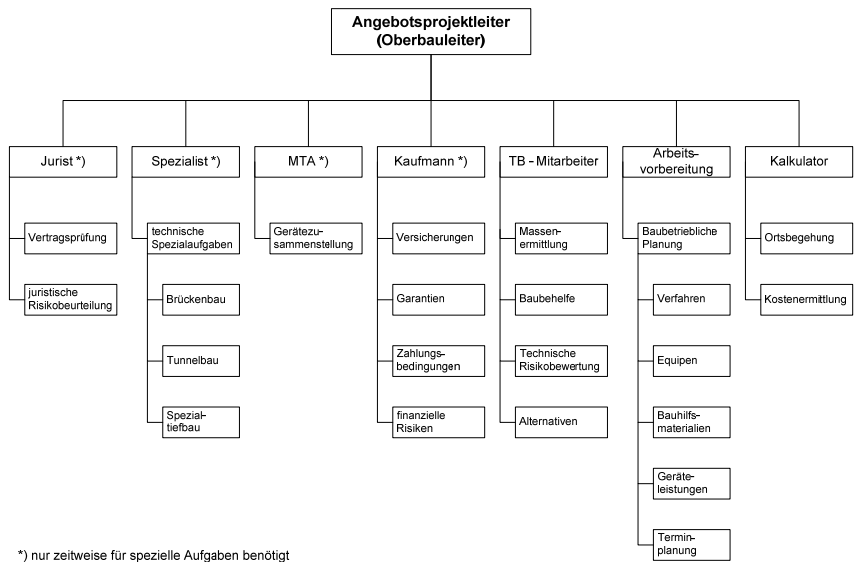 Angebotsprojektleiter
(Oberbauleiter)
Jurist *)
Spezialist *)
MTA *)
Kaufmann *)
TB - Mitarbeiter
Arbeits-
vorbereitung
Kalkulator
Vertragsprüfung
juristische
Risikobeurteilung
technische
Spezialaufgaben
Brückenbau
Tunnelbau
Spezial-
tiefbau
Gerätezu-
sammenstellung
Versicherungen
Garantien
Zahlungs-
bedingungen
finanzielle
Risiken
Massen-
ermittlung
Baubehelfe
Technische
Risikobewertung
Alternativen
Baubetriebliche
Planung
Verfahren
Equipen
Bauhilfs-
materialien
Geräte-
leistungen
Termin-
planung
Ortsbegehung
Kostenermittlung
*) nur zeitweise für spezielle Aufgaben benötigt